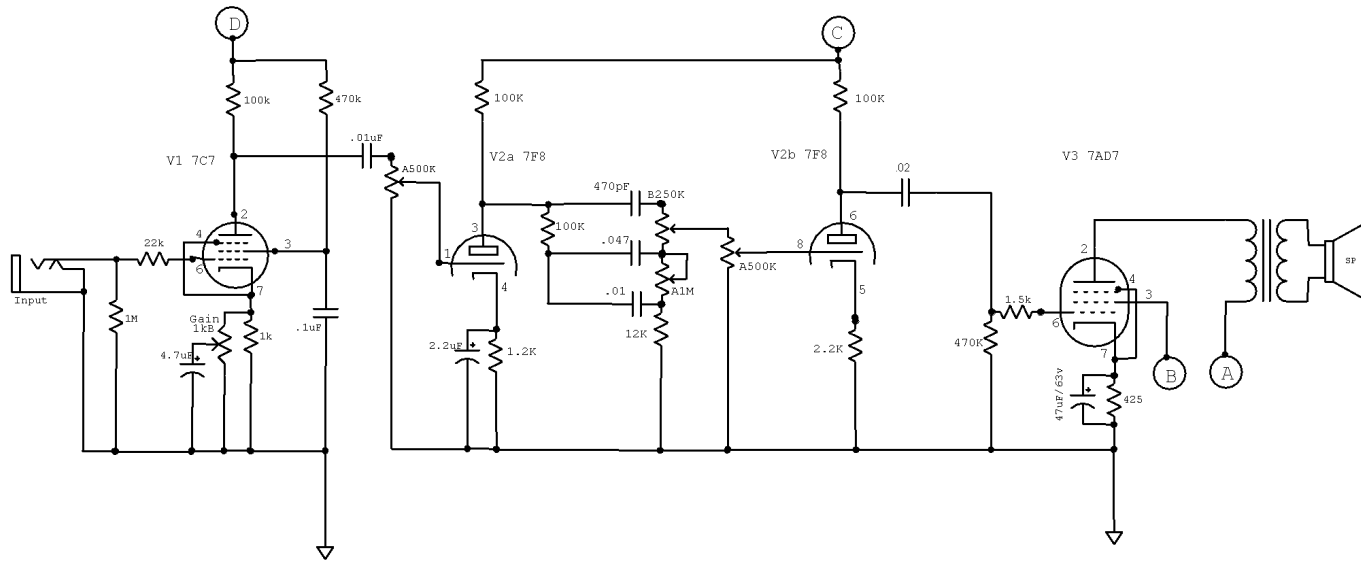 D
C
100k
470k
100K
100K
.01uF
A500K
V1 7C7
V2a 7F8
V2b 7F8
V3 7AD7
.02
470pF
B250K
2
4
3
6
7
22k
Input
1M
Gain
1kB
1k
4.7uF
+
.1uF
3
1
4
100K
.047
A1M
.01
12K
2.2uF
+
1.2K
A500K
6
8
5
2.2K
2
4
3
6
7
1.5k
470K
47uF/63v
+
425
B
A
SP